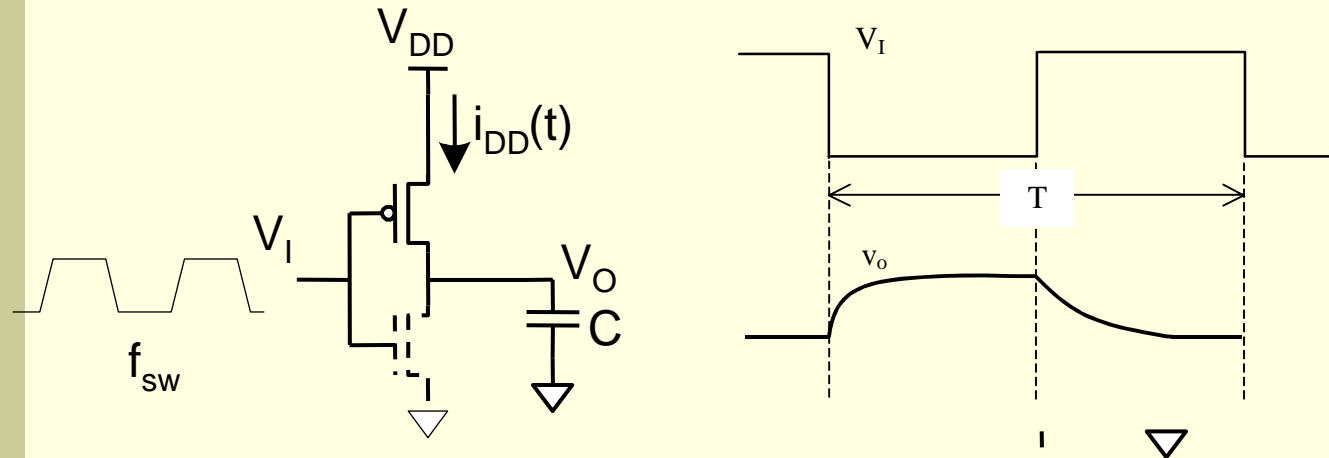 V_DD
i_DD(t)
V_I
V_O
C
f_sw
V_I
T
v_o